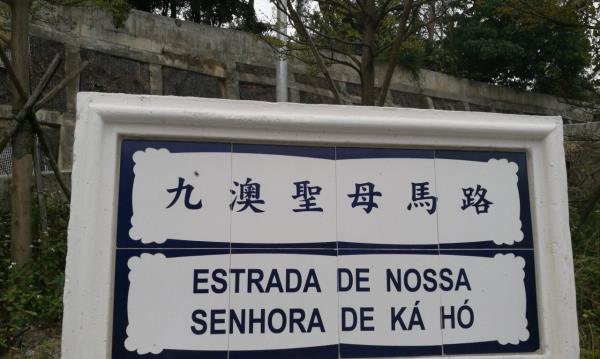 九澳聖母馬路
ESTRADA DE NOSSA
SENHORA DE KÁ HÓ